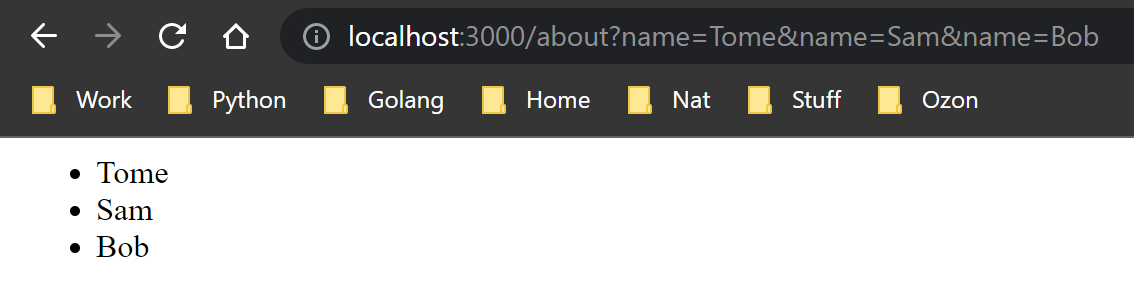 localhost:3000/about?name=Tome&name=Sam&name=Bob
Work Python Golang Home Nat Stuff Ozon
Tome
Sam
Bob